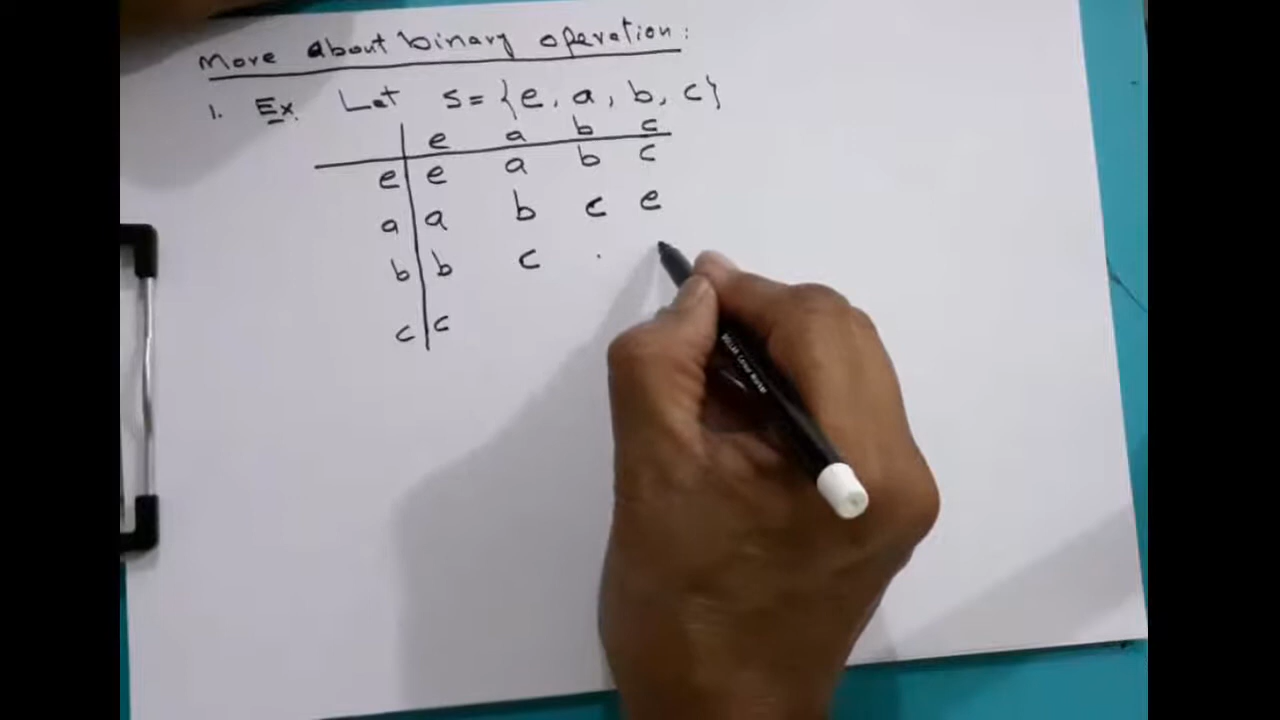 More about binary operation:
1. Ex. Let S = {e, a, b, c}
e a b c
e e a b c
a a b c e
b b c .
c c